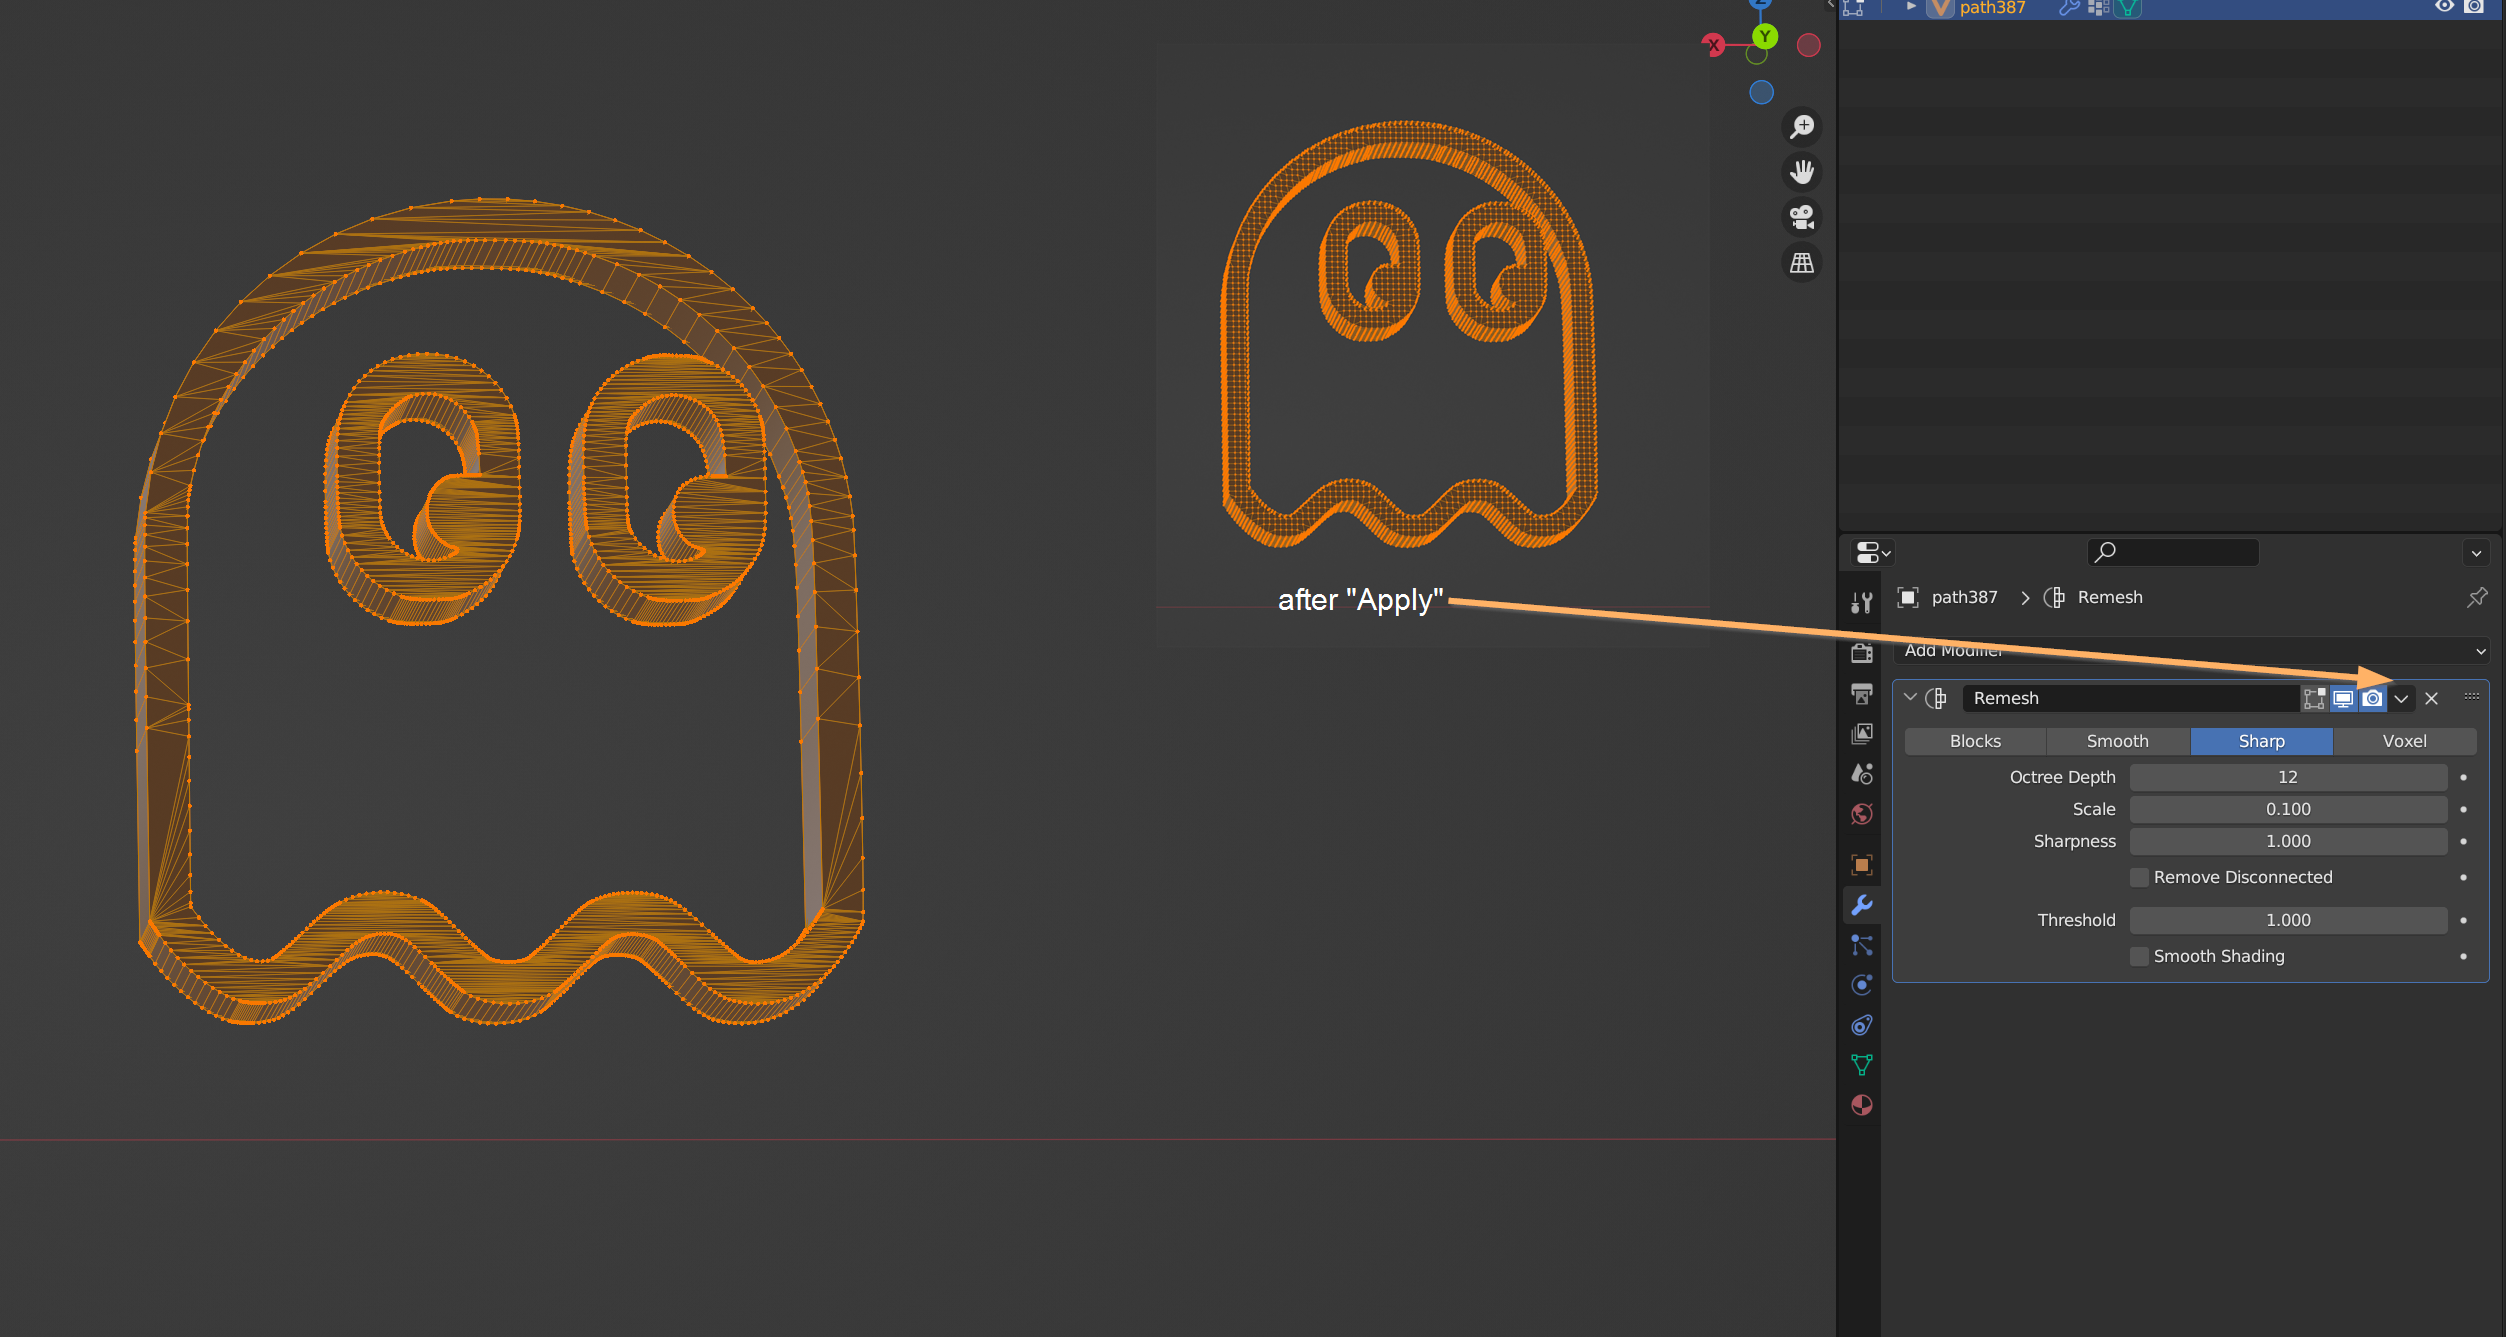 path387
Z
X
Y
after "Apply"
path387 > Remesh
Add Modifier
Remesh
Blocks Smooth Sharp Voxel
Octree Depth 12
Scale 0.100
Sharpness 1.000
Remove Disconnected
Threshold 1.000
Smooth Shading